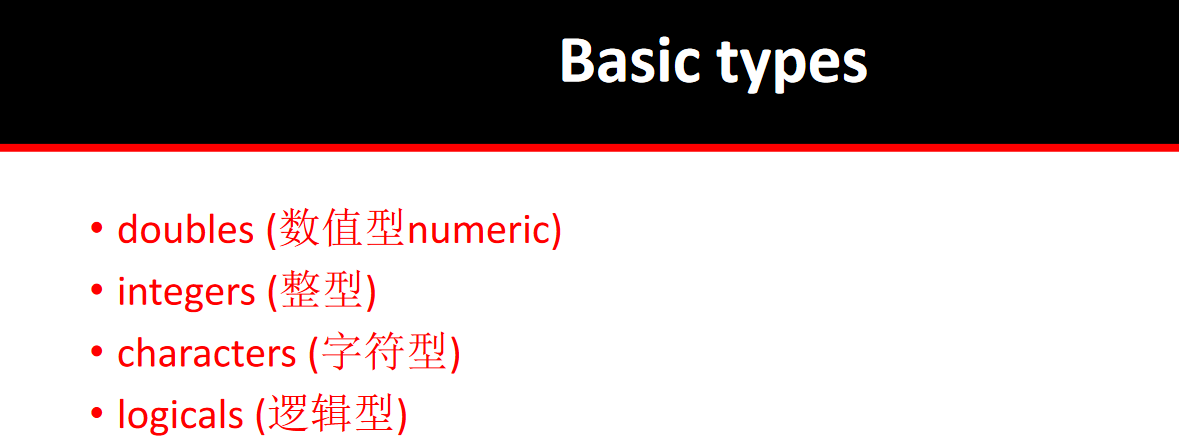 Basic types
• doubles (数值型numeric)
• integers (整型)
• characters (字符型)
• logicals (逻辑型)